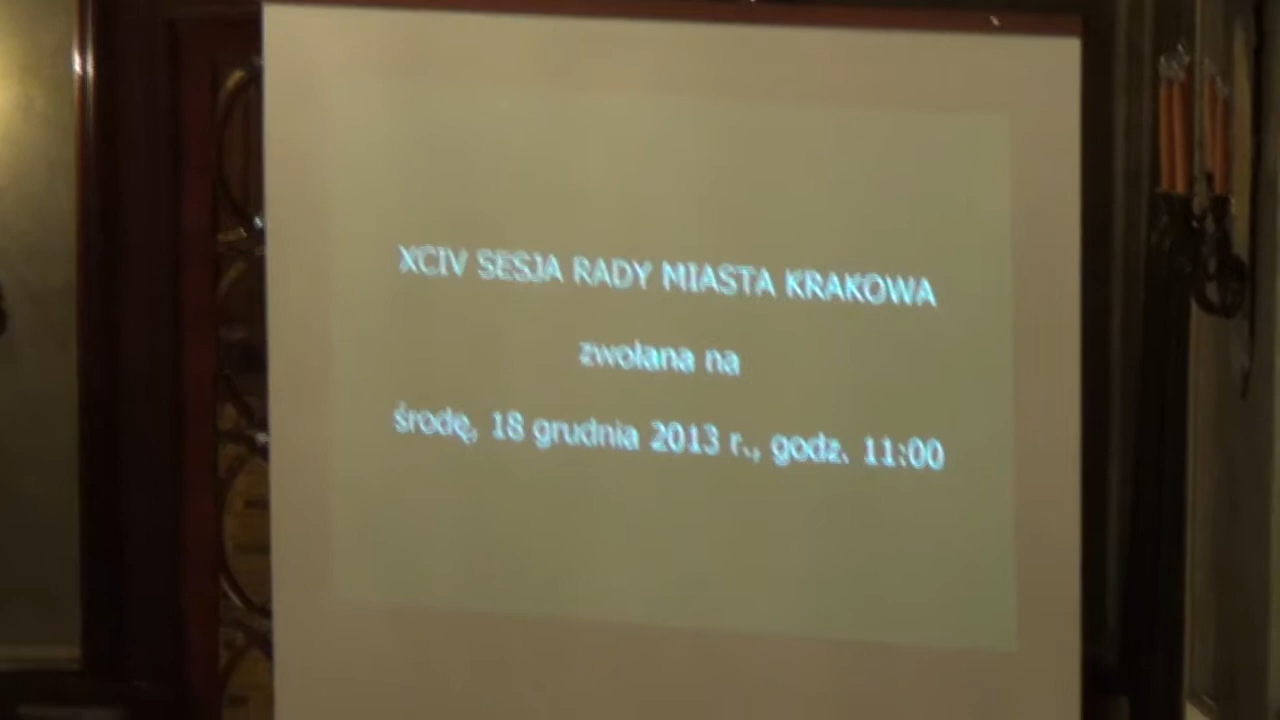 XCIV SESJA RADY MIASTA KRAKOWA
zwołana na
środę, 18 grudnia 2013 r., godz. 11:00